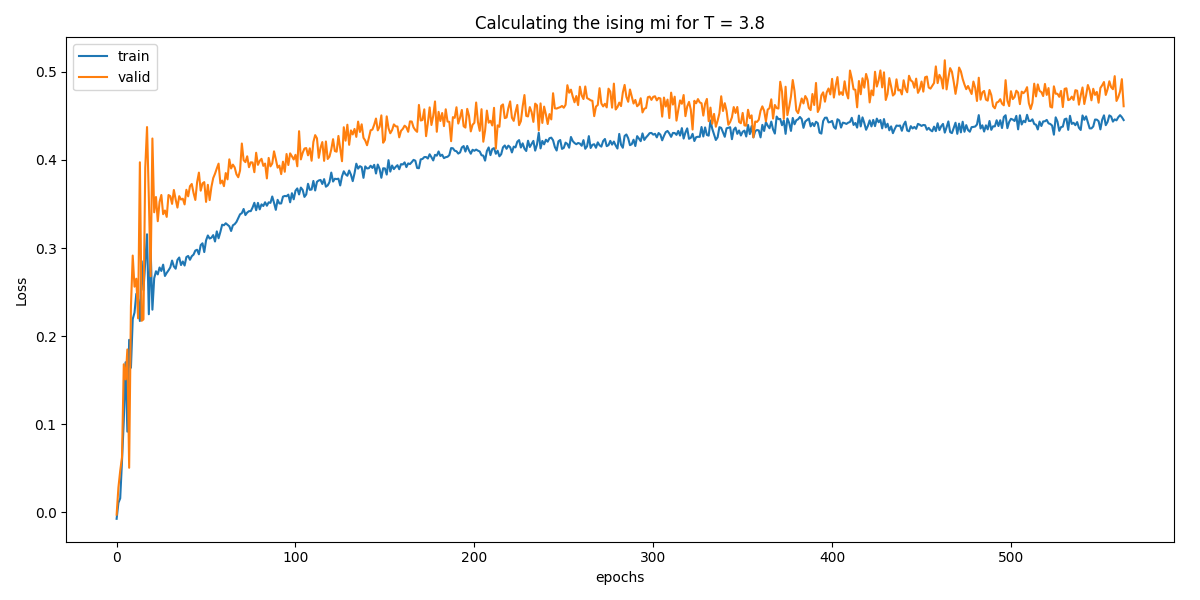 Calculating the ising mi for T = 3.8
train
valid
Loss
0.5
0.4
0.3
0.2
0.1
0.0
0 100 200 300 400 500
epochs